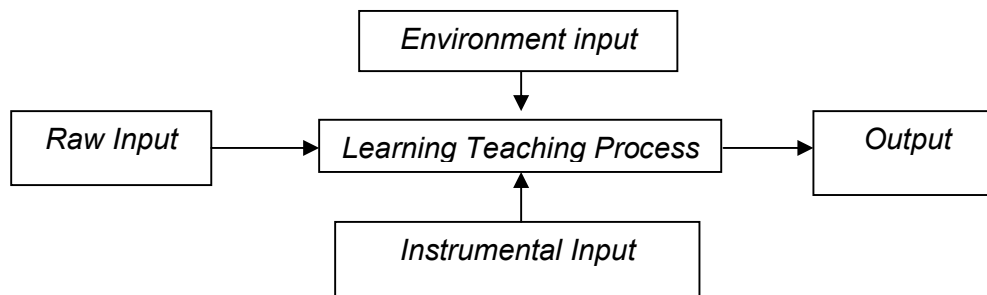 Environment input
Raw Input
Learning Teaching Process
Output
Instrumental Input